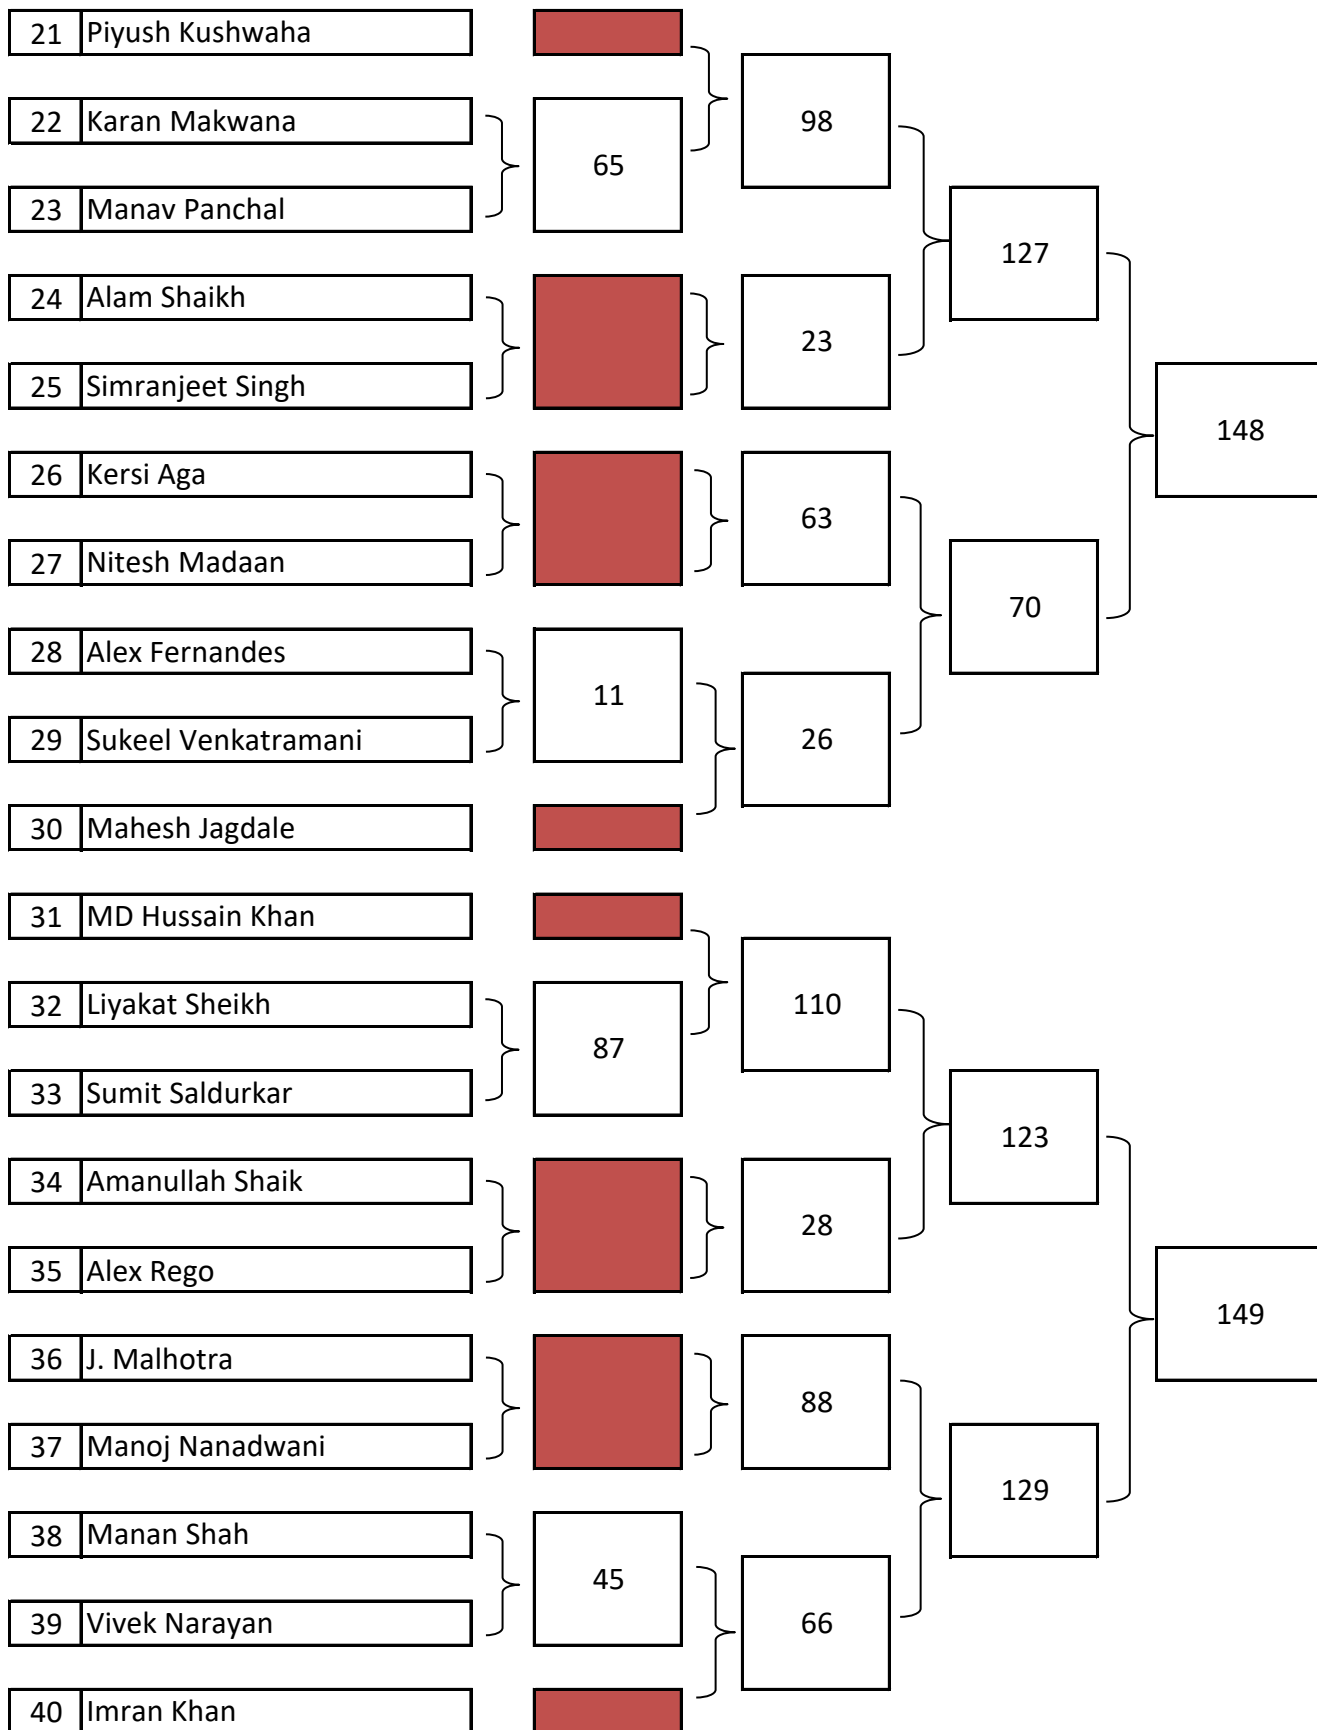 21 Piyush Kushwaha
98
22 Karan Makwana
65
23 Manav Panchal
127
24 Alam Shaikh
23
25 Simranjeet Singh
148
26 Kersi Aga
63
27 Nitesh Madaan
70
28 Alex Fernandes
11
29 Sukeel Venkatramani
26
30 Mahesh Jagdale
31 MD Hussain Khan
32 Liyakat Sheikh
110
87
33 Sumit Saldurkar
123
34 Amanullah Shaik
28
35 Alex Rego
149
36 J. Malhotra
88
37 Manoj Nanadwani
129
38 Manan Shah
45
39 Vivek Narayan
66
40 Imran Khan